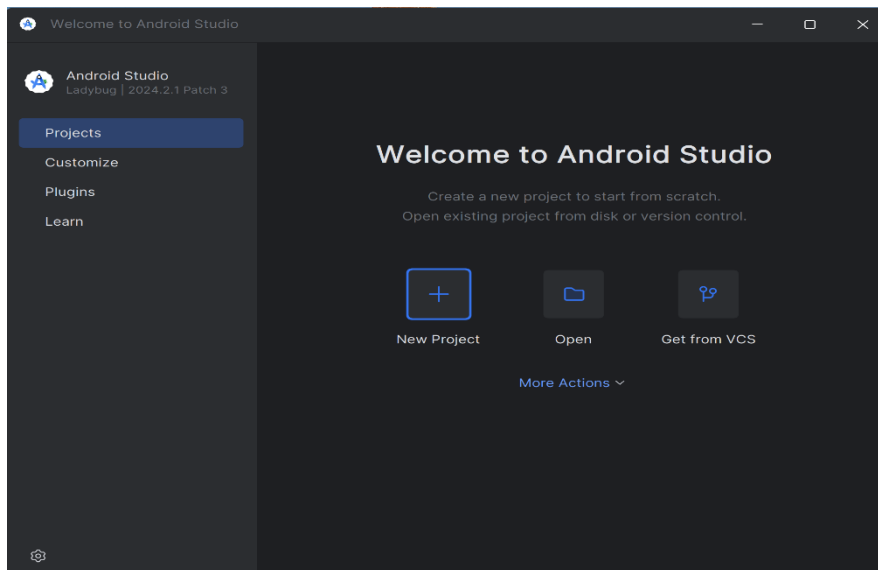 Welcome to Android Studio
Android Studio
Ladybug | 2024.2.1 Patch 3
Projects
Customize
Plugins
Learn
Welcome to Android Studio
Create a new project to start from scratch.
Open existing project from disk or version control.
New Project
Open
Get from VCS
More Actions